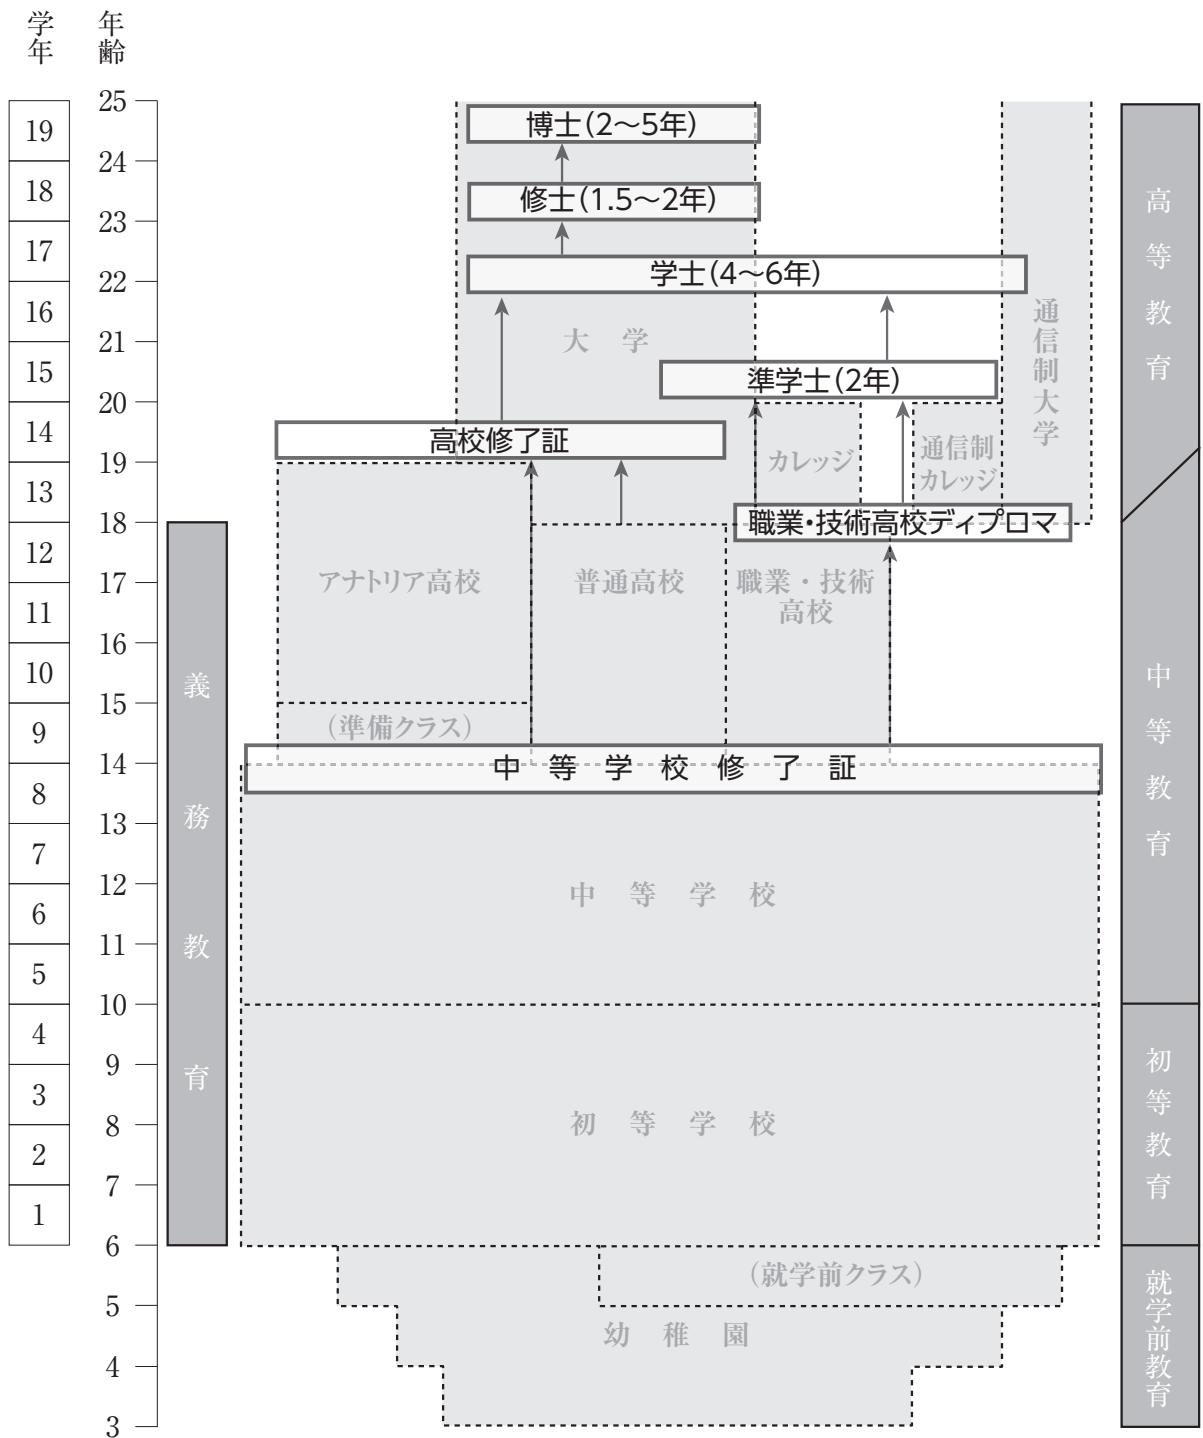 学年
年齢
25
19
博士(2〜5年)
24
18
修士(1.5〜2年)
23
17
学士(4〜6年)
22
16
21
大学
15
準学士(2年)
20
14
高校修了証
カレッジ
通信制
カレッジ
通信制大学
19
13
18
職業・技術高校ディプロマ
12
アナトリア高校
普通高校
職業・技術
高校
17
11
16
10
15
9
(準備クラス)
14
中等学校修了証
8
13
7
12
中等学校
6
11
5
10
4
9
3
初等学校
8
2
7
1
6
(就学前クラス)
5
幼稚園
4
3
義務教育
高等教育
中等教育
初等教育
就学前教育